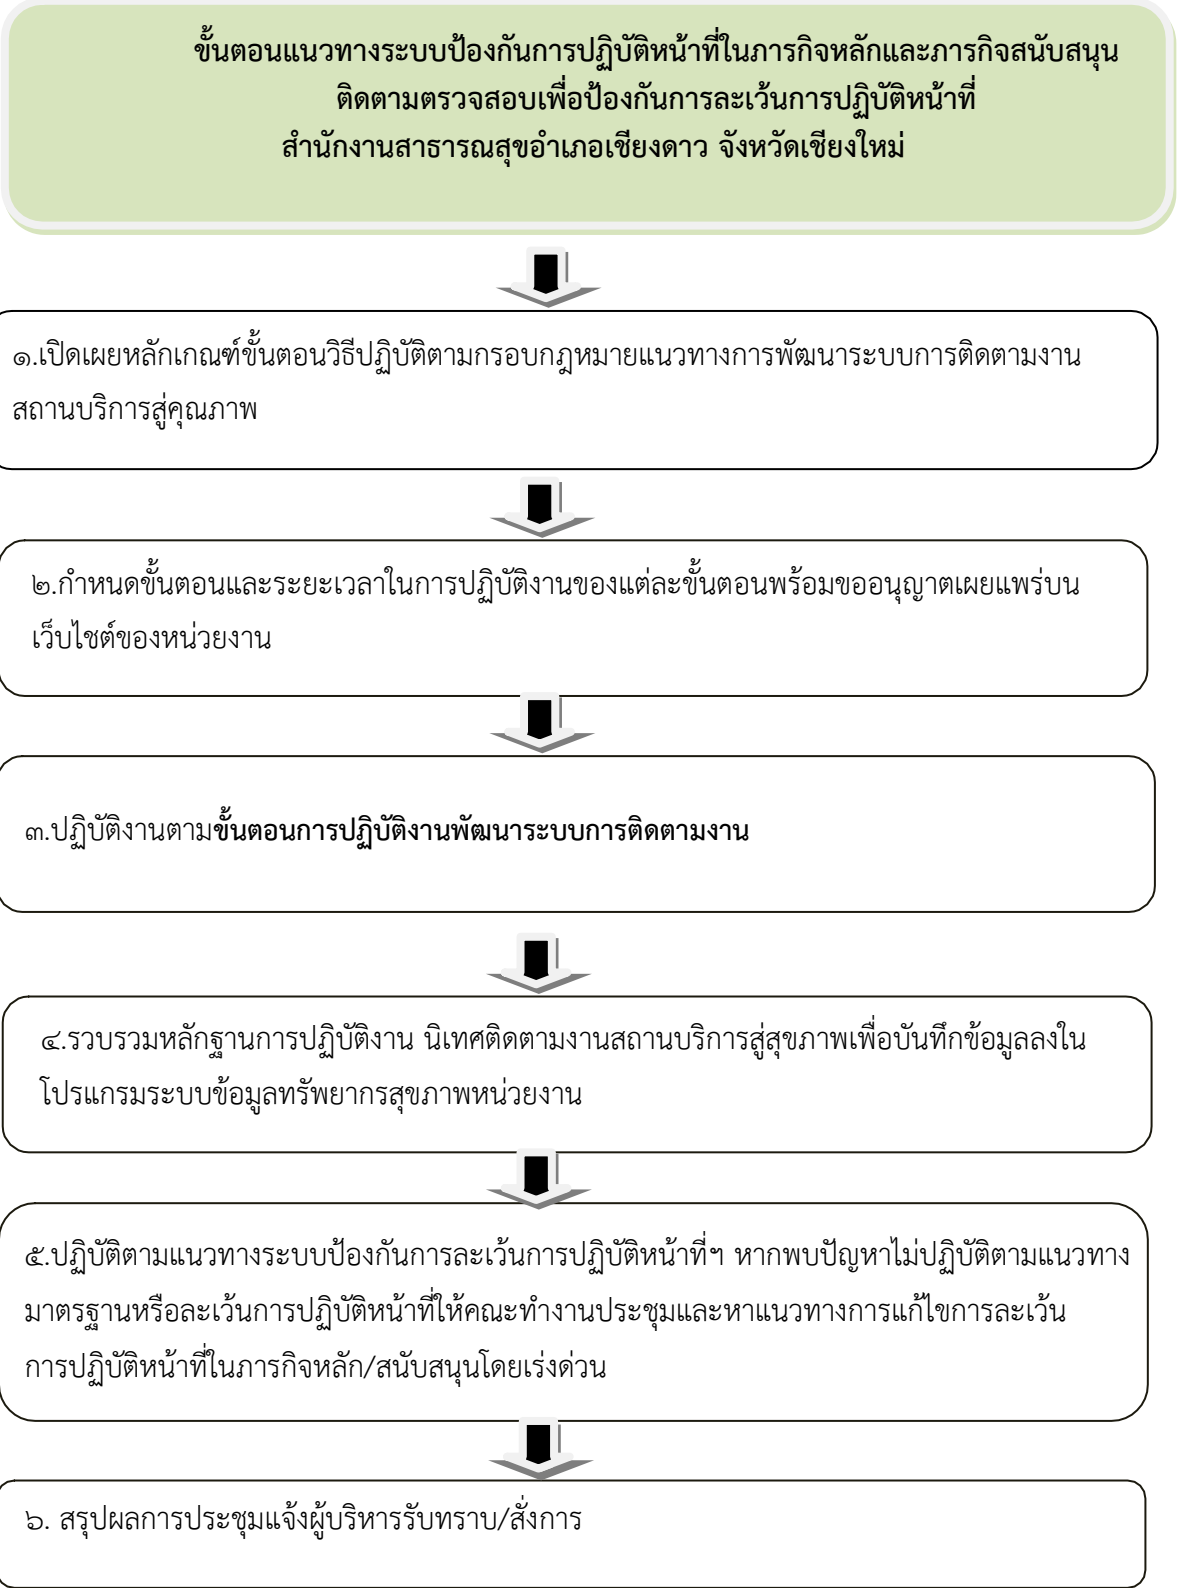 ขั้นตอนแนวทางระบบป้องกันการปฏิบัติหน้าที่ในภารกิจหลักและภารกิจสนับสนุน
ติดตามตรวจสอบเพื่อป้องกันการละเว้นการปฏิบัติหน้าที่
สำนักงานสาธารณสุขอำเภอเชียงดาว จังหวัดเชียงใหม่
๑.เปิดเผยหลักเกณฑ์ขั้นตอนวิธีปฏิบัติตามกรอบกฎหมายแนวทางการพัฒนาระบบการติดตามงาน
สถานบริการสู่คุณภาพ
๒.กำหนดขั้นตอนและระยะเวลาในการปฏิบัติงานของแต่ละขั้นตอนพร้อมขออนุญาตเผยแพร่บน
เว็บไซต์ของหน่วยงาน
๓.ปฏิบัติงานตามขั้นตอนการปฏิบัติงานพัฒนาระบบการติดตามงาน
๔.รวบรวมหลักฐานการปฏิบัติงาน นิเทศติดตามงานสถานบริการสู่สุขภาพเพื่อบันทึกข้อมูลลงใน
โปรแกรมระบบข้อมูลทรัพยากรสุขภาพหน่วยงาน
๕.ปฏิบัติตามแนวทางระบบป้องกันการละเว้นการปฏิบัติหน้าที่ฯ หากพบปัญหาไม่ปฏิบัติตามแนวทาง
มาตรฐานหรือละเว้นการปฏิบัติหน้าที่ให้คณะทำงานประชุมและหาแนวทางการแก้ไขการละเว้น
การปฏิบัติหน้าที่ในภารกิจหลัก/สนับสนุนโดยเร่งด่วน
๖. สรุปผลการประชุมแจ้งผู้บริหารรับทราบ/สั่งการ